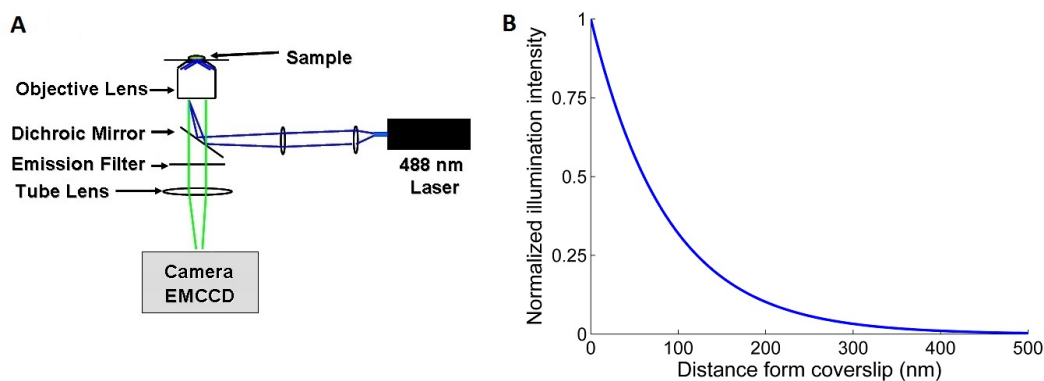 A
Sample
Objective Lens
Dichroic Mirror
Emission Filter
Tube Lens
488 nm
Laser
Camera
EMCCD
B
Normalized illumination intensity
1
0.75
0.5
0.25
0
0 100 200 300 400 500
Distance form coverslip (nm)